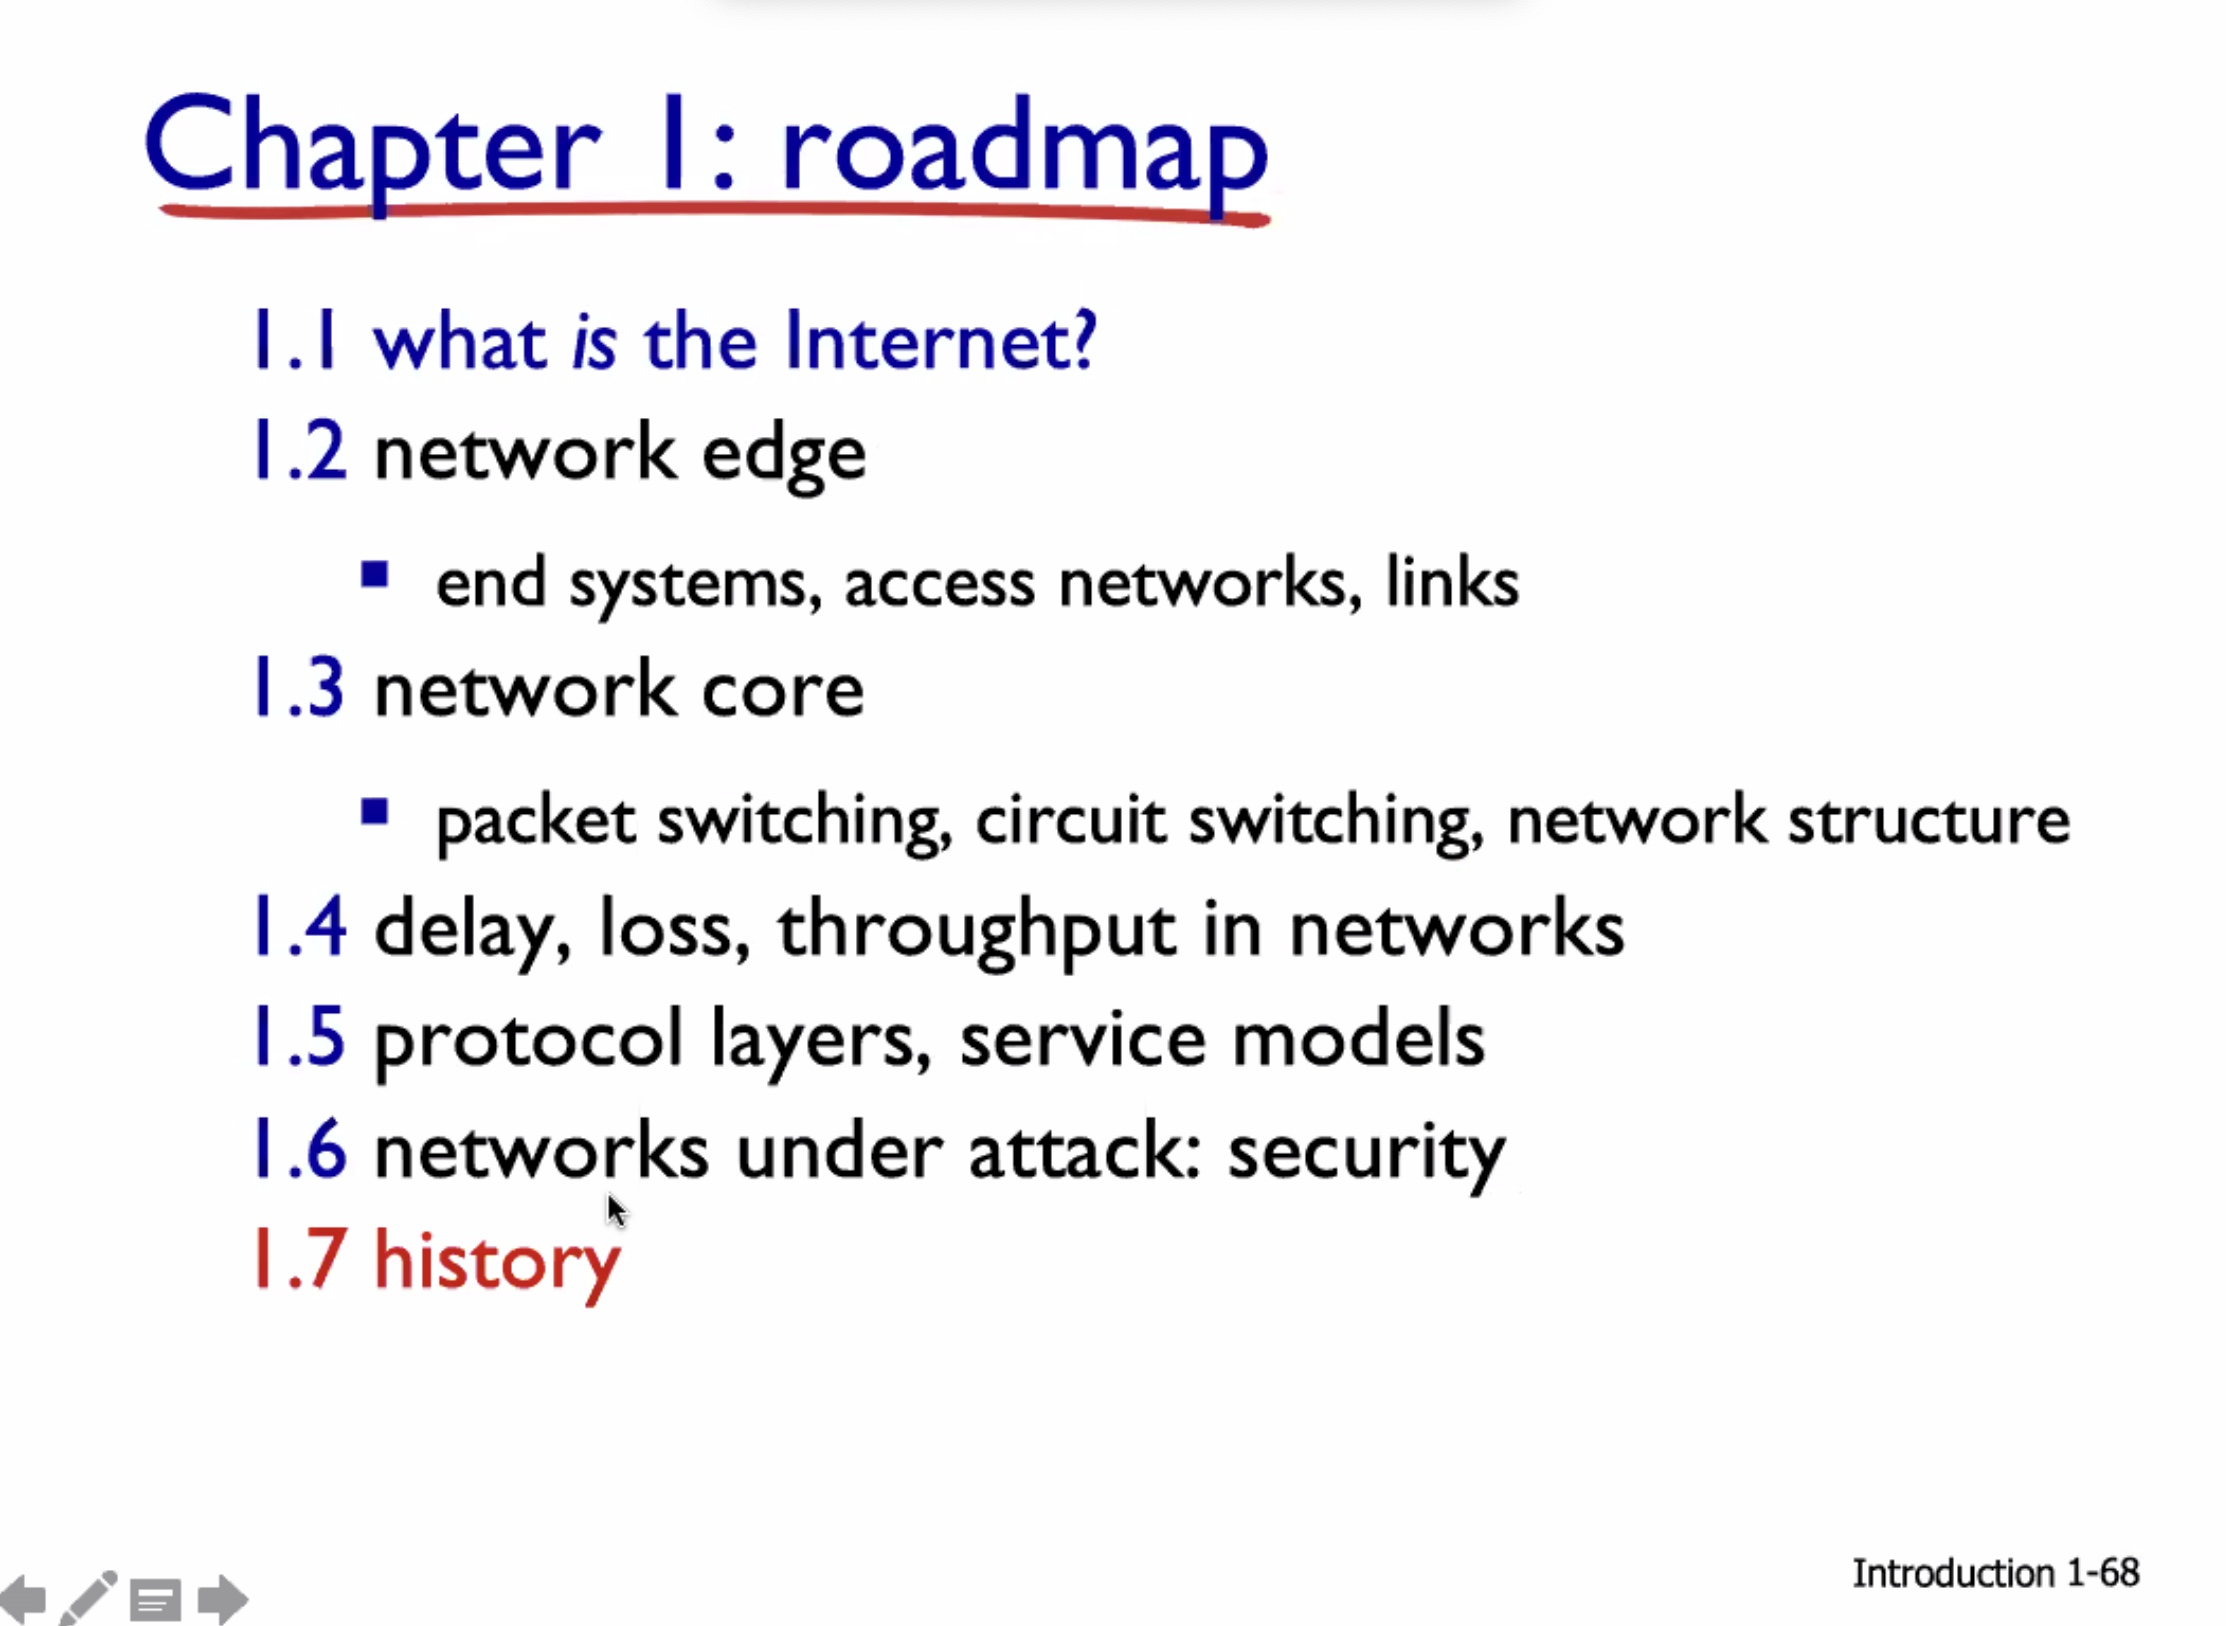 Chapter 1: roadmap
1.1 what is the Internet?
1.2 network edge
▪ end systems, access networks, links
1.3 network core
▪ packet switching, circuit switching, network structure
1.4 delay, loss, throughput in networks
1.5 protocol layers, service models
1.6 networks under attack: security
1.7 history
Introduction 1-68